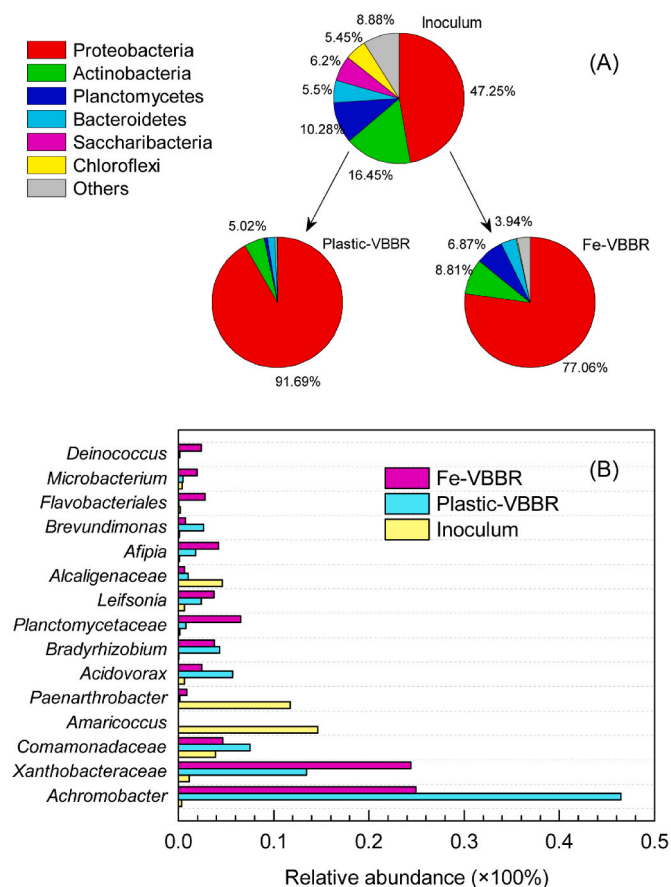 Proteobacteria
Actinobacteria
Planctomycetes
Bacteroidetes
Saccharibacteria
Chloroflexi
Others
(A)
Inoculum
8.88%
5.45%
6.2%
5.5%
10.28%
16.45%
47.25%
Plastic-VBBR
5.02%
91.69%
Fe-VBBR
3.94%
6.87%
8.81%
77.06%
(B)
Fe-VBBR
Plastic-VBBR
Inoculum
Deinococcus
Microbacterium
Flavobacteriales
Brevundimonas
Afipia
Alcaligenaceae
Leifsonia
Planctomycetaceae
Bradyrhizobium
Acidovorax
Paenarthrobacter
Amaricoccus
Comamonadaceae
Xanthobacteraceae
Achromobacter
0.0 0.1 0.2 0.3 0.4 0.5
Relative abundance (×100%)